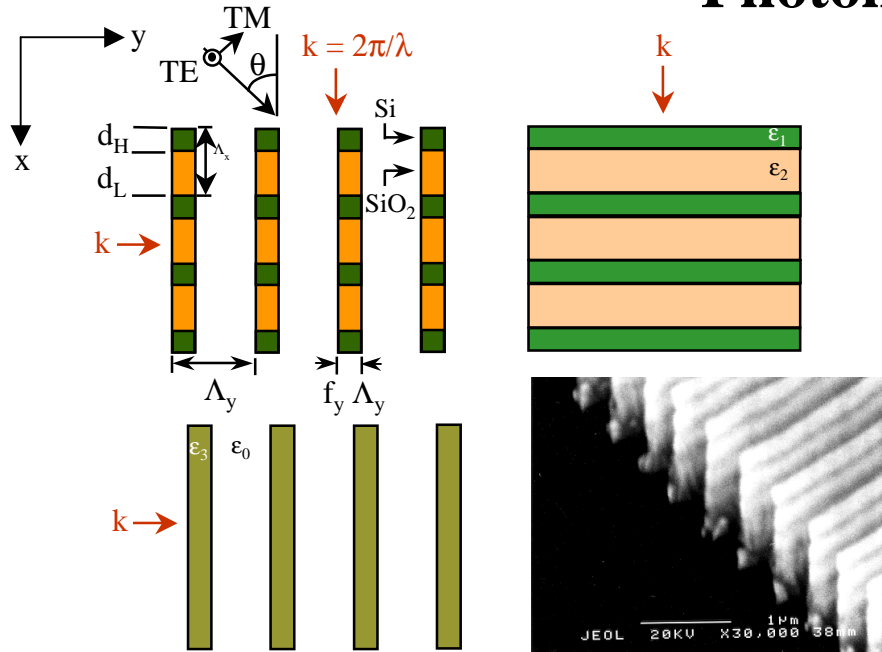 TM
y
k = 2π/λ
k
TE
θ
Si
d_H
Λ_x
ε_1
x
ε_2
d_L
SiO_2
k
Λ_y
f_y Λ_y
ε_3
ε_0
k
1μm
JEOL 20KV X30,000 38mm